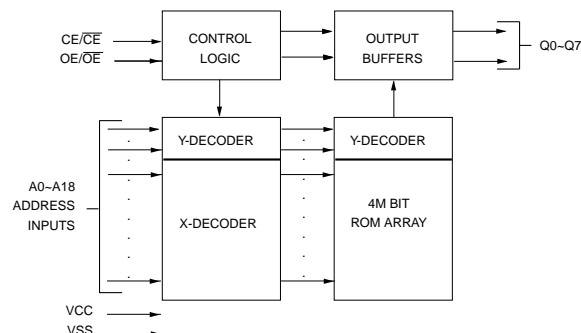 CE/CE
OE/OE
CONTROL
LOGIC
OUTPUT
BUFFERS
Q0~Q7
A0~A18
ADDRESS
INPUTS
Y-DECODER
X-DECODER
Y-DECODER
4M BIT
ROM ARRAY
VCC
VSS